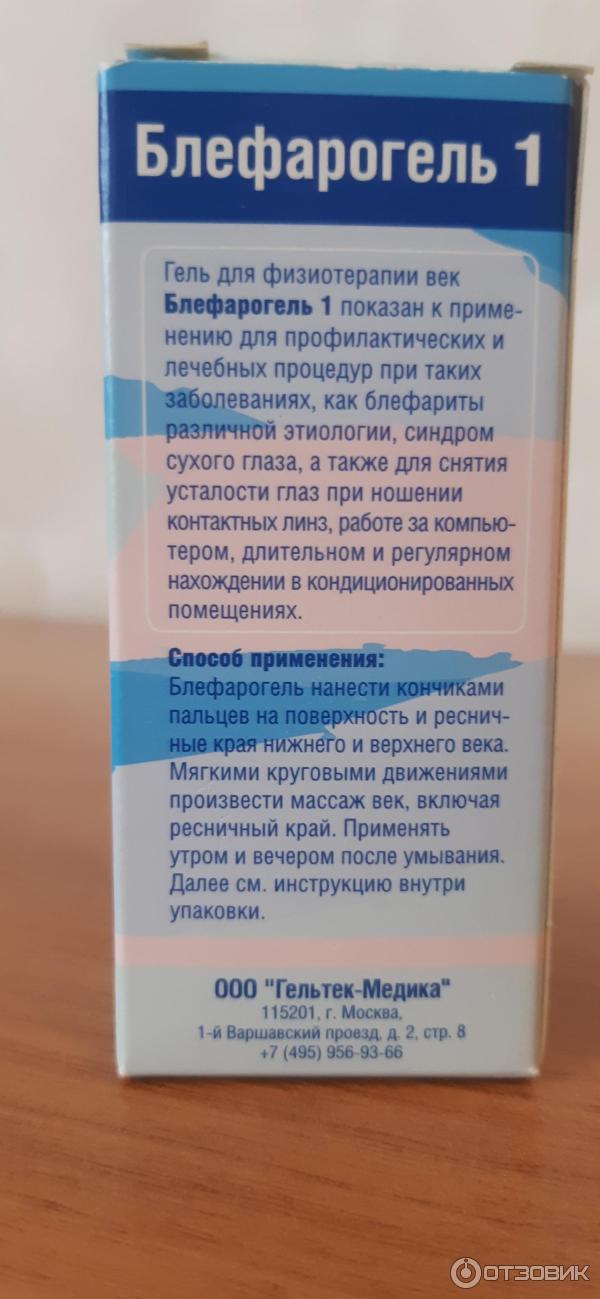 Блефарогель 1
Гель для физиотерапии век
Блефарогель 1 показан к приме-
нению для профилактических и
лечебных процедур при таких
заболеваниях, как блефариты
различной этиологии, синдром
сухого глаза, а также для снятия
усталости глаз при ношении
контактных линз, работе за компью-
тером, длительном и регулярном
нахождении в кондиционированных
помещениях.
Способ применения:
Блефарогель нанести кончиками
пальцев на поверхность и реснич-
ные края нижнего и верхнего века.
Мягкими круговыми движениями
произвести массаж век, включая
ресничный край. Применять
утром и вечером после умывания.
Далее см. инструкцию внутри
упаковки.
ООО "Гельтек-Медика"
115201, г. Москва,
1-й Варшавский проезд, д. 2, стр. 8
+7 (495) 956-93-66
ОТЗОВИК